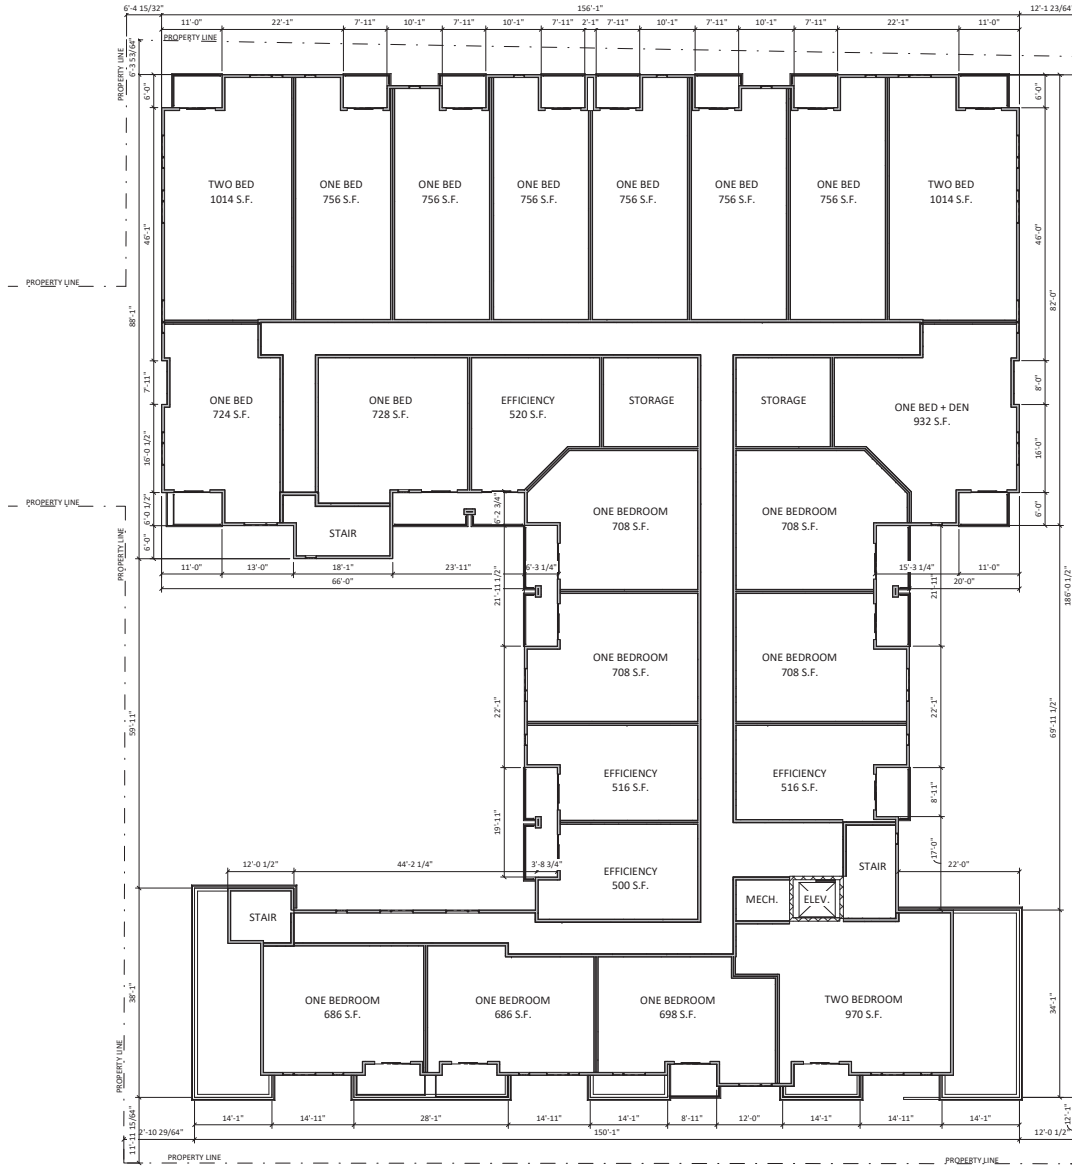 6'-4 15/32"
156'-1"
12'-1 23/64"
11'-0"
22'-1"
7'-11"
10'-1"
7'-11"
10'-1"
7'-11"
2'-1"
7'-11"
10'-1"
7'-11"
10'-1"
7'-11"
22'-1"
11'-0"
PROPERTY LINE
PROPERTY LINE
6'-3 53/64"
6'-0"
6'-0"
TWO BED
1014 S.F.
ONE BED
756 S.F.
ONE BED
756 S.F.
ONE BED
756 S.F.
ONE BED
756 S.F.
ONE BED
756 S.F.
ONE BED
756 S.F.
TWO BED
1014 S.F.
46'-1"
46'-0"
PROPERTY LINE
88'-1"
82'-0"
7'-11"
8'-0"
ONE BED
724 S.F.
ONE BED
728 S.F.
EFFICIENCY
520 S.F.
STORAGE
STORAGE
ONE BED + DEN
932 S.F.
16'-0 1/2"
16'-0"
PROPERTY LINE
6'-0 1/2"
6'-2 3/4"
6'-0"
ONE BEDROOM
708 S.F.
ONE BEDROOM
708 S.F.
STAIR
6'-0"
PROPERTY LINE
11'-0"
13'-0"
18'-1"
23'-11"
6'-3 1/4"
15'-3 1/4"
11'-0"
66'-0"
20'-0"
21'-11 1/2"
21'-11"
186'-0 1/2"
ONE BEDROOM
708 S.F.
ONE BEDROOM
708 S.F.
22'-1"
22'-1"
59'-11"
69'-11 1/2"
EFFICIENCY
516 S.F.
EFFICIENCY
516 S.F.
8'-11"
19'-11"
17'-0"
12'-0 1/2"
44'-2 1/4"
3'-8 3/4"
22'-0"
EFFICIENCY
500 S.F.
STAIR
MECH.
ELEV.
STAIR
38'-1"
34'-1"
ONE BEDROOM
686 S.F.
ONE BEDROOM
686 S.F.
ONE BEDROOM
698 S.F.
TWO BEDROOM
970 S.F.
PROPERTY LINE
14'-1"
14'-11"
28'-1"
14'-11"
14'-1"
8'-11"
12'-0"
14'-1"
14'-11"
14'-1"
12'-1"
11'-11 15/64"
2'-10 29/64"
150'-1"
12'-0 1/2"
PROPERTY LINE
PROPERTY LINE